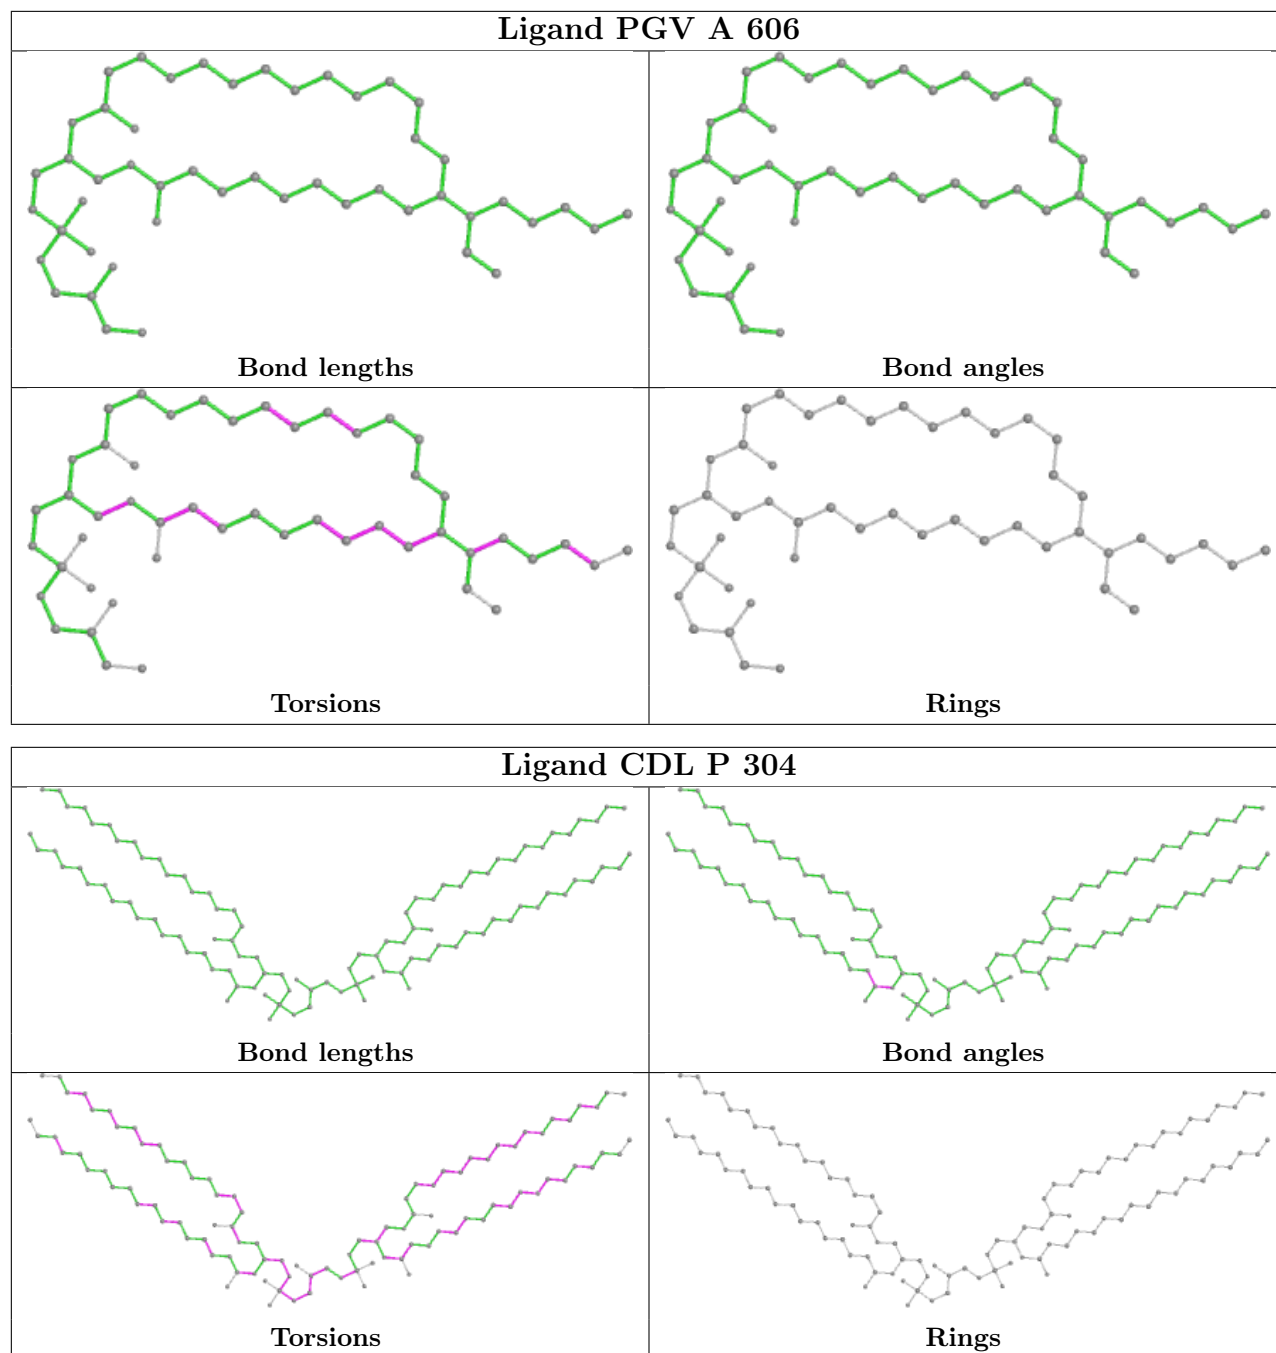 Ligand PGV A 606
Bond lengths
Bond angles
Torsions
Rings
Ligand CDL P 304
Bond lengths
Bond angles
Torsions
Rings